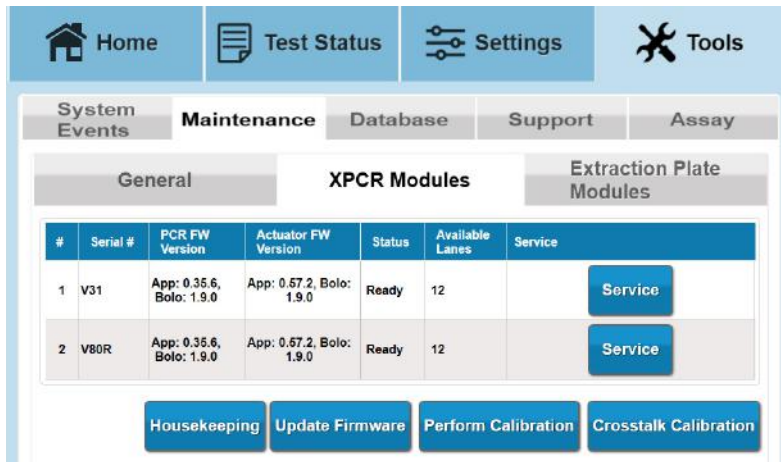 Home Test Status Settings Tools
System Events Maintenance Database Support Assay
General XPCR Modules Extraction Plate Modules
# Serial # PCR FW Version Actuator FW Version Status Available Lanes Service
1 V31 App: 0.35.6, Bolo: 1.9.0 App: 0.57.2, Bolo: 1.9.0 Ready 12 Service
2 V80R App: 0.35.6, Bolo: 1.9.0 App: 0.57.2, Bolo: 1.9.0 Ready 12 Service
Housekeeping Update Firmware Perform Calibration Crosstalk Calibration